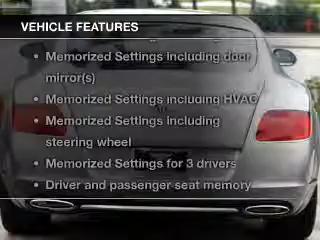 VEHICLE FEATURES
• Memorized Settings including door
mirror(s)
• Memorized Settings including HVAC
• Memorized Settings including
steering wheel
• Memorized Settings for 3 drivers
• Driver and passenger seat memory